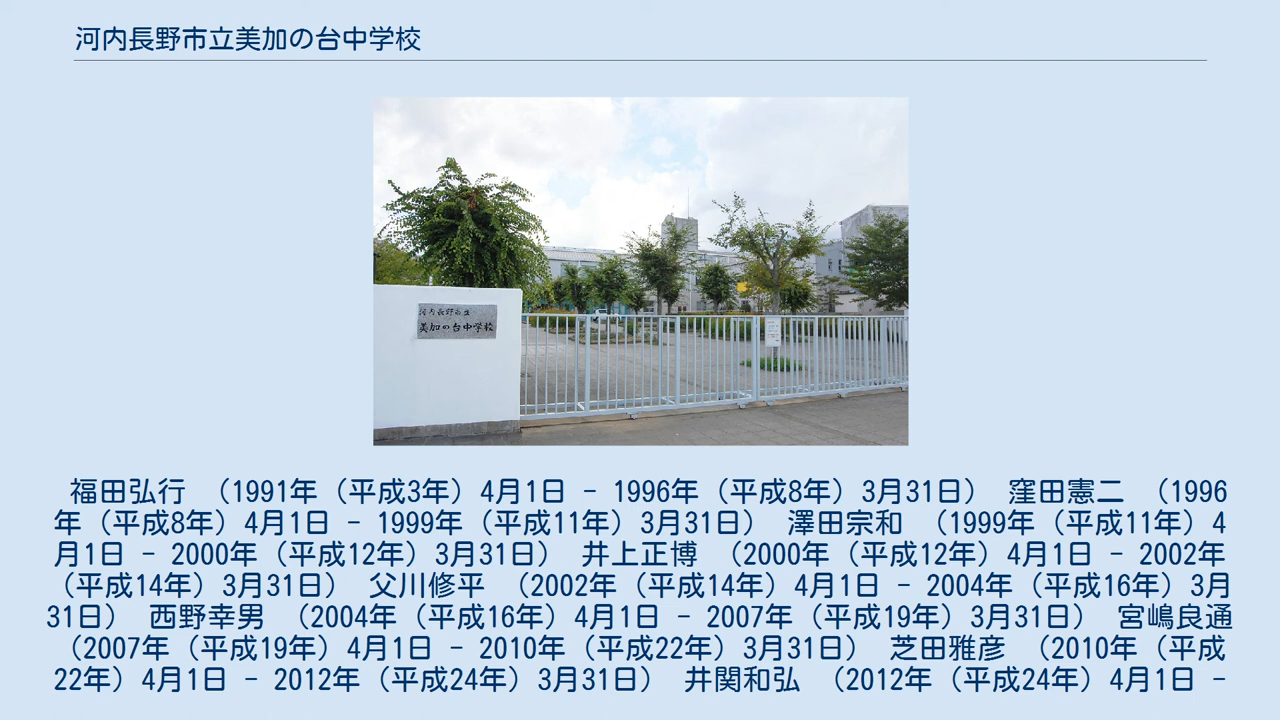 河内長野市立美加の台中学校
河内長野市立
美加の台中学校
福田弘行 （1991年（平成3年）4月1日 - 1996年（平成8年）3月31日） 窪田憲二 （1996
年（平成8年）4月1日 - 1999年（平成11年）3月31日） 澤田宗和 （1999年（平成11年）4
月1日 - 2000年（平成12年）3月31日） 井上正博 （2000年（平成12年）4月1日 - 2002年
（平成14年）3月31日） 父川修平 （2002年（平成14年）4月1日 - 2004年（平成16年）3月
31日） 西野幸男 （2004年（平成16年）4月1日 - 2007年（平成19年）3月31日） 宮嶋良通
（2007年（平成19年）4月1日 - 2010年（平成22年）3月31日） 芝田雅彦 （2010年（平成
22年）4月1日 - 2012年（平成24年）3月31日） 井関和弘 （2012年（平成24年）4月1日 -